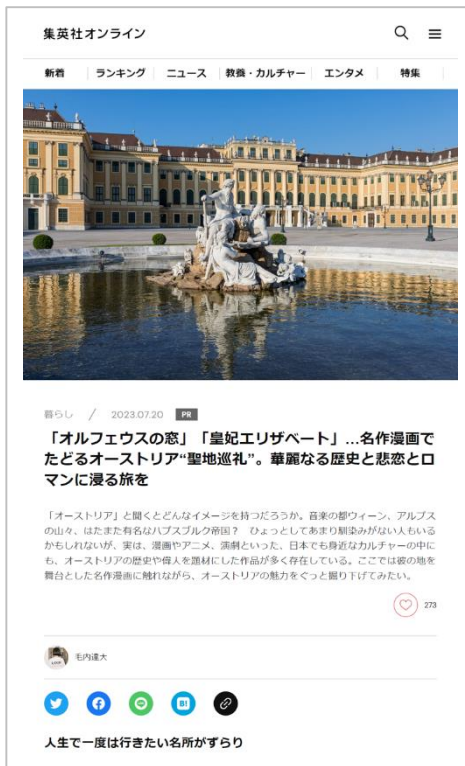 集英社オンライン
新着 ランキング ニュース 教養・カルチャー エンタメ 特集
暮らし / 2023.07.20 PR
「オルフェウスの窓」「皇妃エリザベート」…名作漫画で
たどるオーストリア“聖地巡礼”。華麗なる歴史と悲恋とロ
マンに浸る旅を
「オーストリア」と聞くとどんなイメージを持つだろうか。音楽の都ウィーン、アルプス
の山々、はたまた有名なハプスブルク帝国？ ひょっとしてあまり馴染みがない人もいる
かもしれないが、実は、漫画やアニメ、演劇といった、日本でも身近なカルチャーの中に
も、オーストリアの歴史や偉人を題材にした作品が多く存在している。ここでは彼の地を
舞台とした名作漫画に触れながら、オーストリアの魅力をぐっと掘り下げてみたい。
273
毛内達大
B!
人生で一度は行きたい名所がずらり